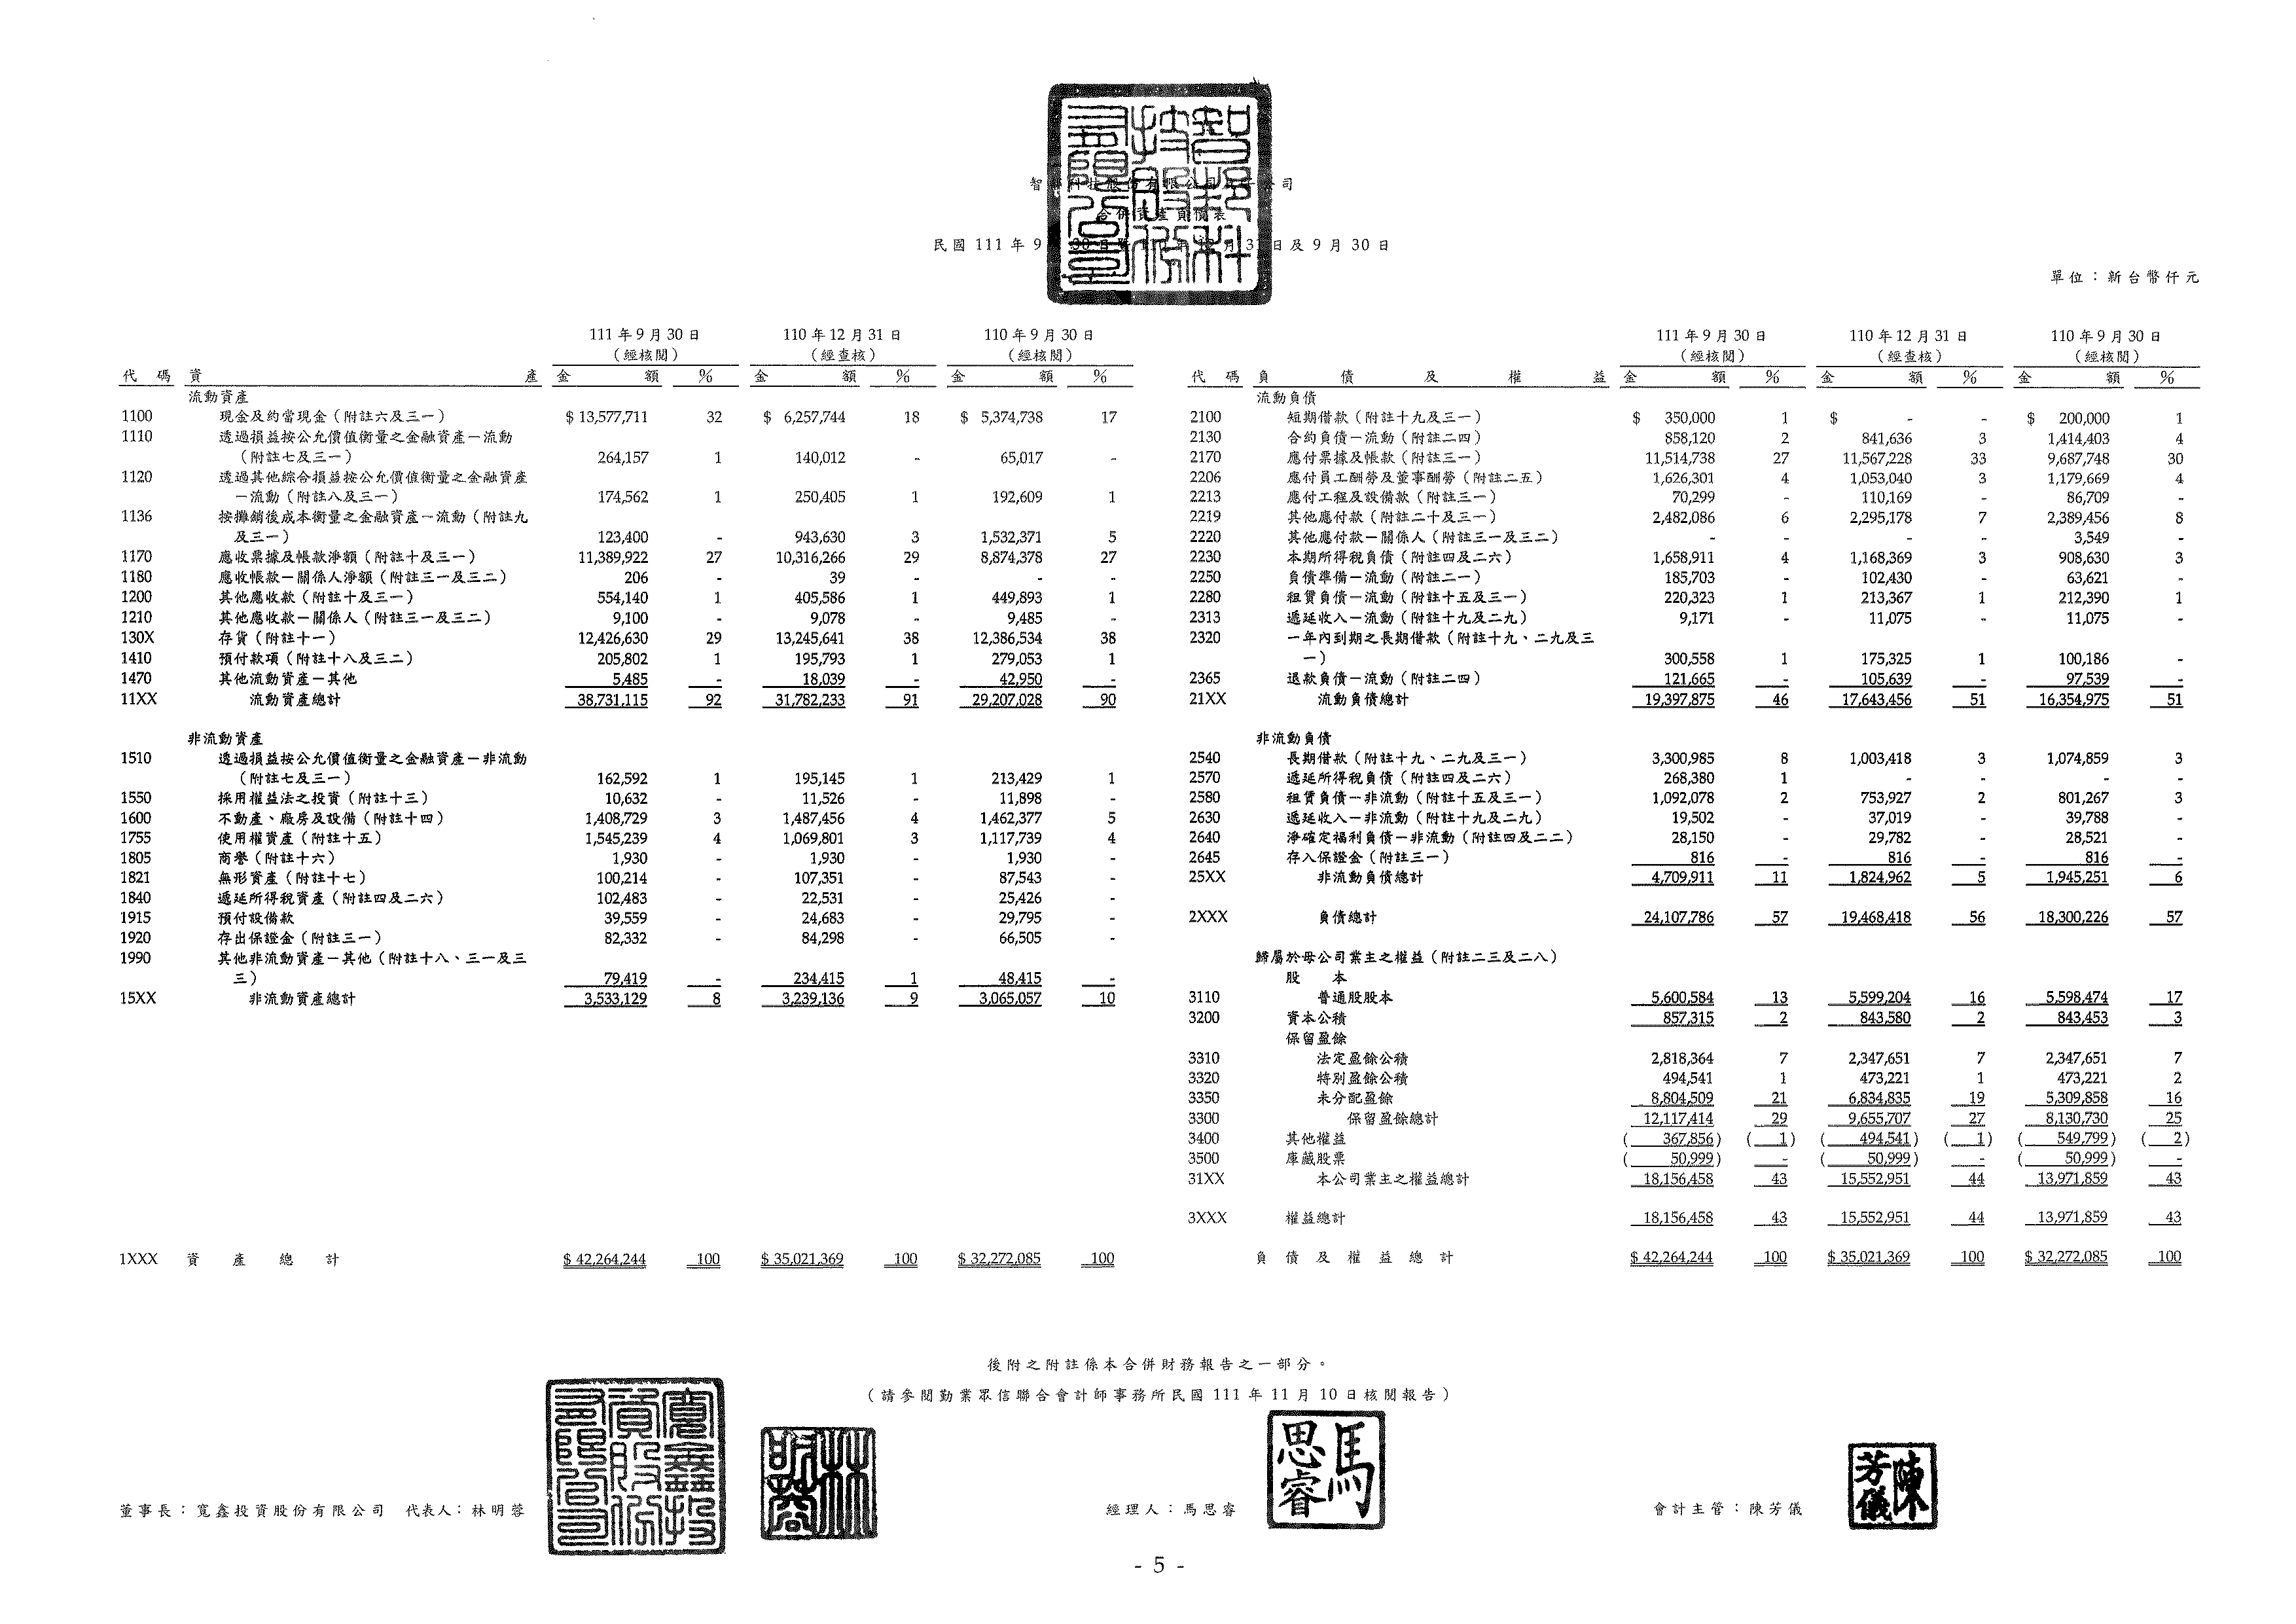 智邦科技股份有限公司及子公司
合併資產負債表
民國 111 年 9 月 30 日暨 110 年 12 月 31 日及 9 月 30 日
單位：新台幣仟元
111 年 9 月 30 日 110 年 12 月 31 日 110 年 9 月 30 日
（經核閱） （經查核） （經核閱）
代 碼 資 產 金 額 % 金 額 % 金 額 %
流動資產
1100 現金及約當現金（附註六及三一） $ 13,577,711 32 $ 6,257,744 18 $ 5,374,738 17
1110 透過損益按公允價值衡量之金融資產－流動
（附註七及三一） 264,157 1 140,012 - 65,017 -
1120 透過其他綜合損益按公允價值衡量之金融資產
－流動（附註八及三一） 174,562 1 250,405 1 192,609 1
1136 按攤銷後成本衡量之金融資產－流動（附註九
及三一） 123,400 - 943,630 3 1,532,371 5
1170 應收票據及帳款淨額（附註十及三一） 11,389,922 27 10,316,266 29 8,874,378 27
1180 應收帳款－關係人淨額（附註三一及三二） 206 - 39 - - -
1200 其他應收款（附註十及三一） 554,140 1 405,586 1 449,893 1
1210 其他應收款－關係人（附註三一及三二） 9,100 - 9,078 - 9,485 -
130X 存貨（附註十一） 12,426,630 29 13,245,641 38 12,386,534 38
1410 預付款項（附註十八及三二） 205,802 1 195,793 1 279,053 1
1470 其他流動資產－其他 5,485 - 18,039 - 42,950 -
11XX 流動資產總計 38,731,115 92 31,782,233 91 29,207,028 90
非流動資產
1510 透過損益按公允價值衡量之金融資產－非流動
（附註七及三一） 162,592 1 195,145 1 213,429 1
1550 採用權益法之投資（附註十三） 10,632 - 11,526 - 11,898 -
1600 不動產、廠房及設備（附註十四） 1,408,729 3 1,487,456 4 1,462,377 5
1755 使用權資產（附註十五） 1,545,239 4 1,069,801 3 1,117,739 4
1805 商譽（附註十六） 1,930 - 1,930 - 1,930 -
1821 無形資產（附註十七） 100,214 - 107,351 - 87,543 -
1840 遞延所得稅資產（附註四及二六） 102,483 - 22,531 - 25,426 -
1915 預付設備款 39,559 - 24,683 - 29,795 -
1920 存出保證金（附註三一） 82,332 - 84,298 - 66,505 -
1990 其他非流動資產－其他（附註十八、三一及三
三） 79,419 - 234,415 1 48,415 -
15XX 非流動資產總計 3,533,129 8 3,239,136 9 3,065,057 10
1XXX 資 產 總 計 $ 42,264,244 100 $ 35,021,369 100 $ 32,272,085 100
111 年 9 月 30 日 110 年 12 月 31 日 110 年 9 月 30 日
（經核閱） （經查核） （經核閱）
代 碼 負 債 及 權 益 金 額 % 金 額 % 金 額 %
流動負債
2100 短期借款（附註十九及三一） $ 350,000 1 $ - - $ 200,000 1
2130 合約負債－流動（附註二四） 858,120 2 841,636 3 1,414,403 4
2170 應付票據及帳款（附註三一） 11,514,738 27 11,567,228 33 9,687,748 30
2206 應付員工酬勞及董事酬勞（附註二五） 1,626,301 4 1,053,040 3 1,179,669 4
2213 應付工程及設備款（附註三一） 70,299 - 110,169 - 86,709 -
2219 其他應付款（附註二十及三一） 2,482,086 6 2,295,178 7 2,389,456 8
2220 其他應付款－關係人（附註三一及三二） - - - - 3,549 -
2230 本期所得稅負債（附註四及二六） 1,658,911 4 1,168,369 3 908,630 3
2250 負債準備－流動（附註二一） 185,703 - 102,430 - 63,621 -
2280 租賃負債－流動（附註十五及三一） 220,323 1 213,367 1 212,390 1
2313 遞延收入－流動（附註十九及二九） 9,171 - 11,075 - 11,075 -
2320 一年內到期之長期借款（附註十九、二九及三
一） 300,558 1 175,325 1 100,186 -
2365 退款負債－流動（附註二四） 121,665 - 105,639 - 97,539 -
21XX 流動負債總計 19,397,875 46 17,643,456 51 16,354,975 51
非流動負債
2540 長期借款（附註十九、二九及三一） 3,300,985 8 1,003,418 3 1,074,859 3
2570 遞延所得稅負債（附註四及二六） 268,380 1 - - - -
2580 租賃負債－非流動（附註十五及三一） 1,092,078 2 753,927 2 801,267 3
2630 遞延收入－非流動（附註十九及二九） 19,502 - 37,019 - 39,788 -
2640 淨確定福利負債－非流動（附註四及二二） 28,150 - 29,782 - 28,521 -
2645 存入保證金（附註三一） 816 - 816 - 816 -
25XX 非流動負債總計 4,709,911 11 1,824,962 5 1,945,251 6
2XXX 負債總計 24,107,786 57 19,468,418 56 18,300,226 57
歸屬於母公司業主之權益（附註二三及二八）
股 本
3110 普通股股本 5,600,584 13 5,599,204 16 5,598,474 17
3200 資本公積 857,315 2 843,580 2 843,453 3
保留盈餘
3310 法定盈餘公積 2,818,364 7 2,347,651 7 2,347,651 7
3320 特別盈餘公積 494,541 1 473,221 1 473,221 2
3350 未分配盈餘 8,804,509 21 6,834,835 19 5,309,858 16
3300 保留盈餘總計 12,117,414 29 9,655,707 27 8,130,730 25
3400 其他權益 ( 367,856) ( 1) ( 494,541) ( 1) ( 549,799) ( 2)
3500 庫藏股票 ( 50,999) - ( 50,999) - ( 50,999) -
31XX 本公司業主之權益總計 18,156,458 43 15,552,951 44 13,971,859 43
3XXX 權益總計 18,156,458 43 15,552,951 44 13,971,859 43
負 債 及 權 益 總 計 $ 42,264,244 100 $ 35,021,369 100 $ 32,272,085 100
後附之附註係本合併財務報告之一部分。
（請參閱勤業眾信聯合會計師事務所民國 111 年 11 月 10 日核閱報告）
董事長：寬鑫投資股份有限公司 代表人：林明蓉
經理人：馬思睿
馬思睿
會計主管：陳芳儀
陳芳儀
- 5 -